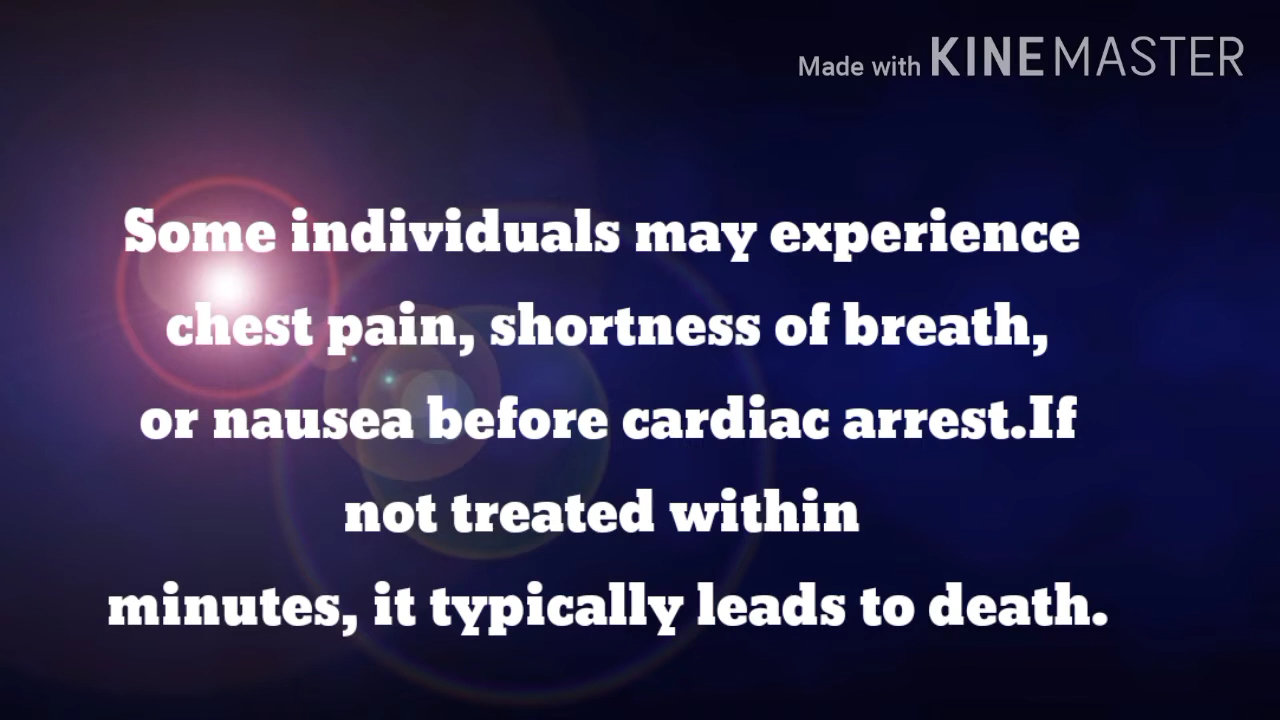 Made with KINEMASTER
Some individuals may experience
chest pain, shortness of breath,
or nausea before cardiac arrest.If
not treated within
minutes, it typically leads to death.